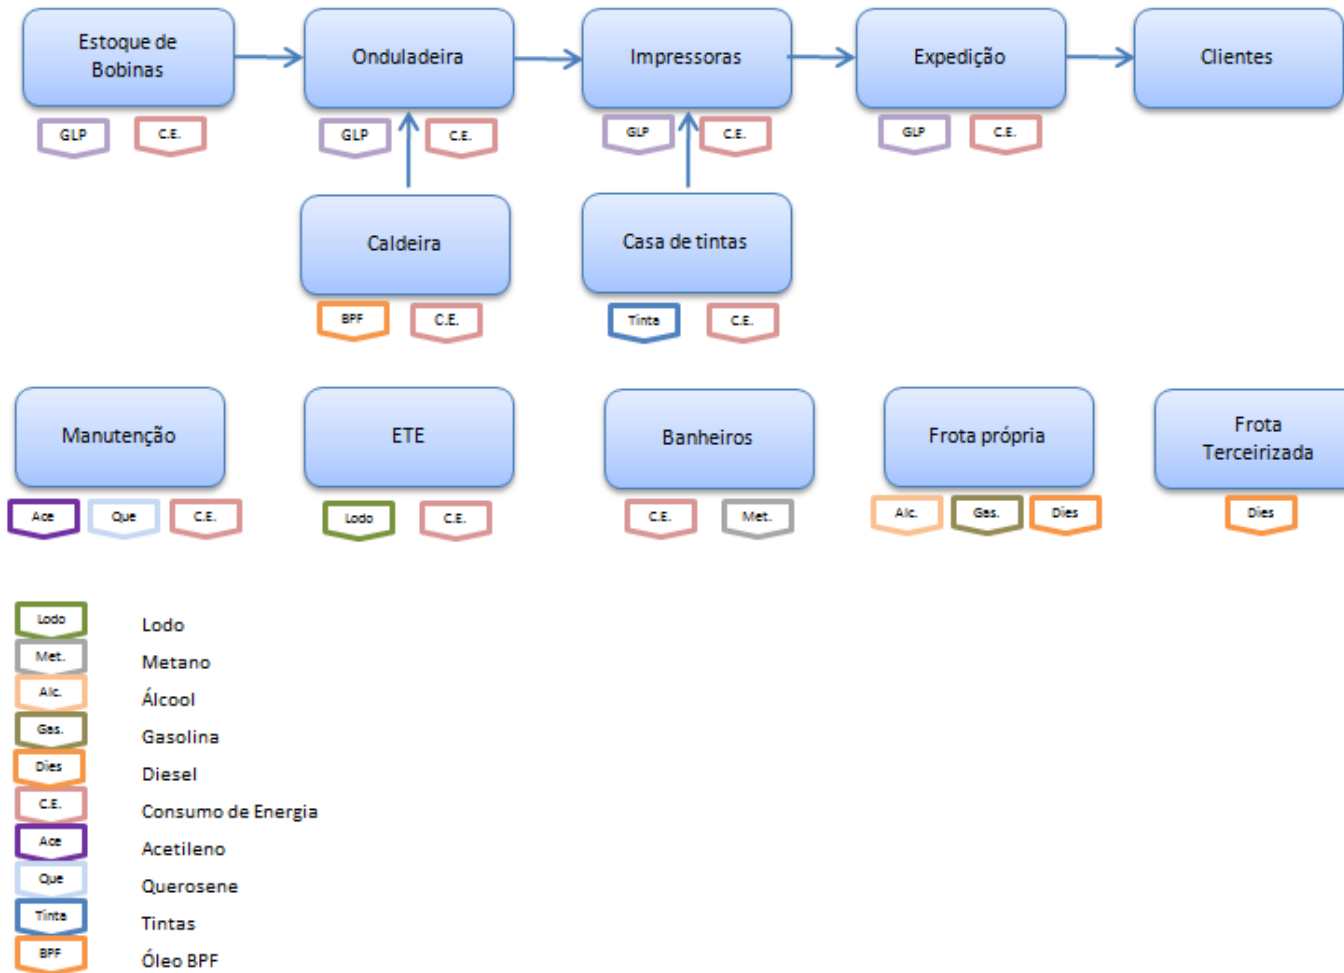 Estoque de
Bobinas
Onduladeira
Impressoras
Expedição
Clientes
GLP
C.E.
GLP
C.E.
GLP
C.E.
GLP
C.E.
Caldeira
Casa de tintas
BPF
C.E.
Tinta
C.E.
Manutenção
ETE
Banheiros
Frota própria
Frota
Terceirizada
Ace
Que
C.E.
Lodo
C.E.
C.E.
Met.
Alc.
Gas.
Dies
Dies
Lodo Lodo
Met. Metano
Alc. Álcool
Gas. Gasolina
Dies Diesel
C.E. Consumo de Energia
Ace Acetileno
Que Querosene
Tinta Tintas
BPF Óleo BPF